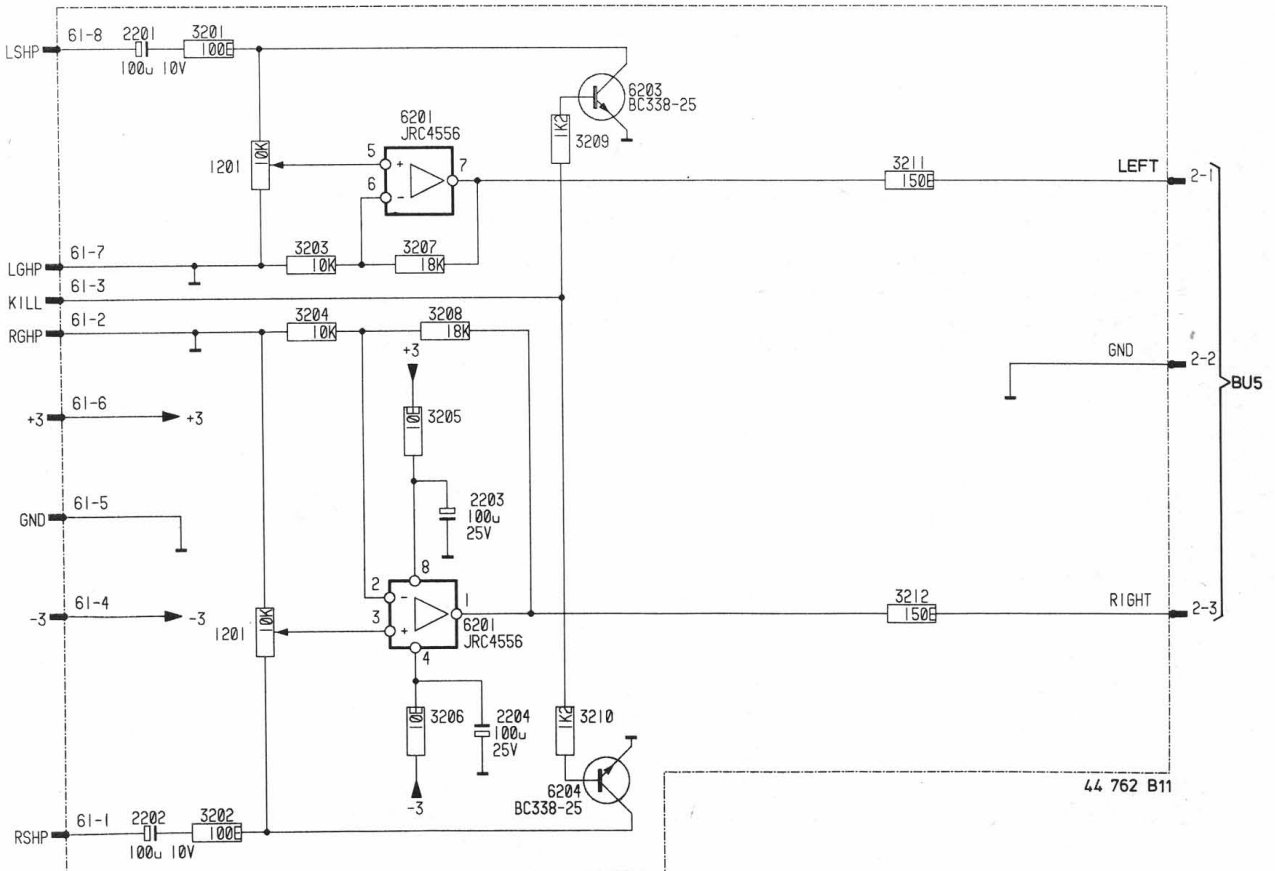 61-8
2201
3201
LSHP
100E
100u 10V
6203
BC338-25
6201
JRC4556
1K2
3209
1201
10K
5
+
7
6
-
3211
150E
LEFT
2-1
61-7
3203
3207
LGHP
10K
18K
61-3
KILL
61-2
3204
3208
RGHP
10K
18K
+3
GND
2-2
BU5
61-6
+3
+3
10E
3205
61-5
GND
2203
100u
25V
8
2
-
1
3
+
61-4
-3
-3
1201
10K
6201
JRC4556
4
3212
150E
RIGHT
2-3
10E
3206
2204
100u
25V
1K2
3210
-3
6204
BC338-25
44 762 B11
61-1
2202
3202
RSHP
100E
100u 10V